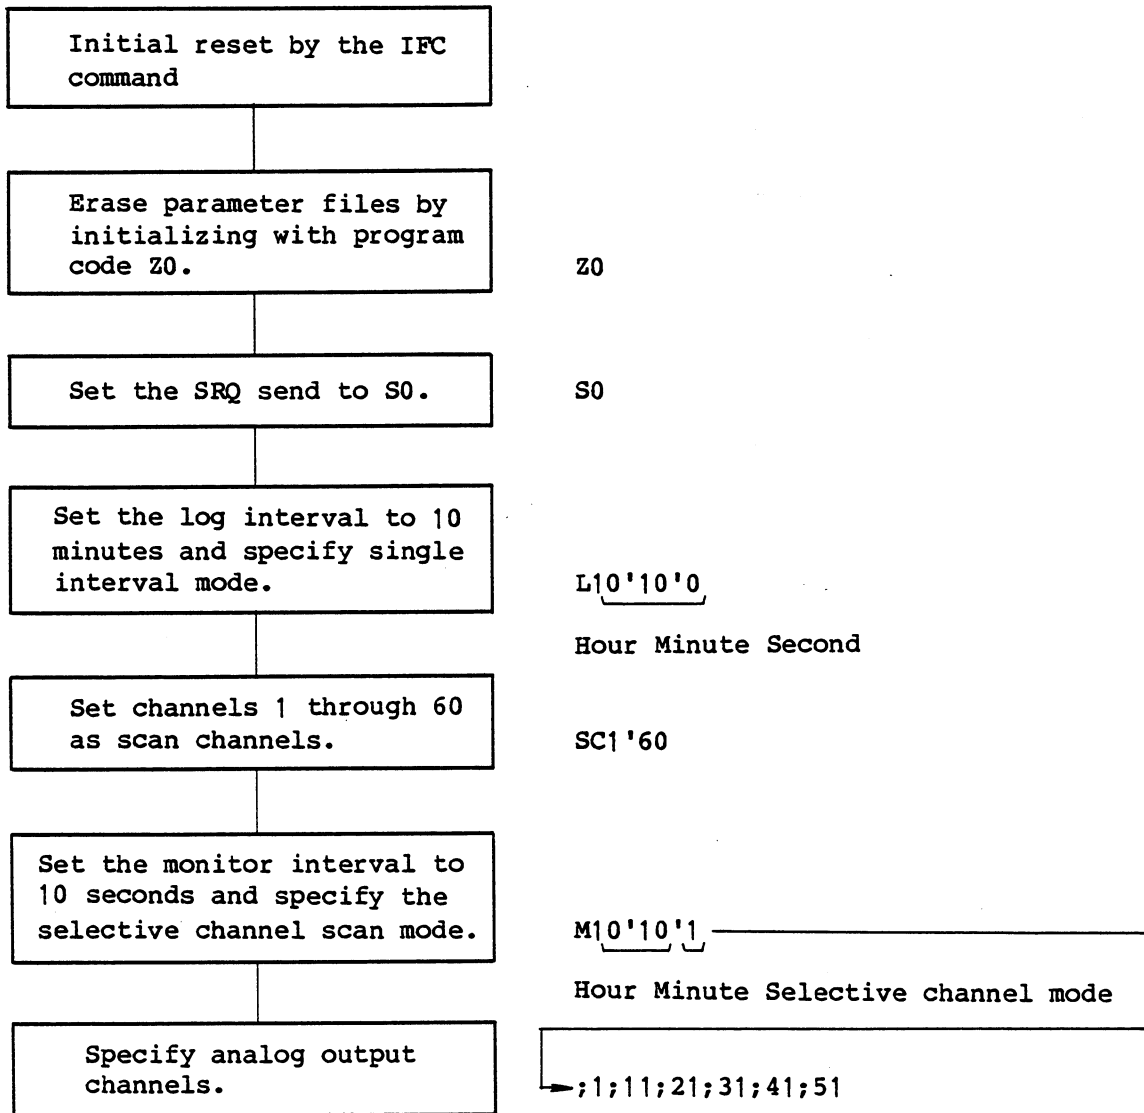 Initial reset by the IFC
command
Erase parameter files by
initializing with program
code Z0.
Z0
Set the SRQ send to S0.
S0
Set the log interval to 10
minutes and specify single
interval mode.
L10'10'0
Hour Minute Second
Set channels 1 through 60
as scan channels.
SC1'60
Set the monitor interval to
10 seconds and specify the
selective channel scan mode.
M10'10'1
Hour Minute Selective channel mode
Specify analog output
channels.
;1;11;21;31;41;51